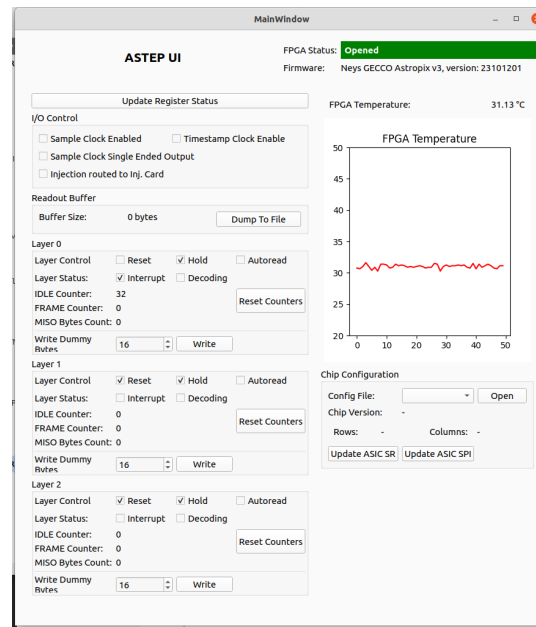 MainWindow
ASTEP UI
FPGA Status: Opened
Firmware: Neys GECCO Astropix v3, version: 23101201
Update Register Status
I/O Control
Sample Clock Enabled Timestamp Clock Enable
Sample Clock Single Ended Output
Injection routed to Inj. Card
Readout Buffer
Buffer Size: 0 bytes Dump To File
Layer 0
Layer Control Reset Hold Autoread
Layer Status: Interrupt Decoding
IDLE Counter: 32
FRAME Counter: 0
Reset Counters
MISO Bytes Count: 0
Write Dummy Bytes 16 Write
Layer 1
Layer Control Reset Hold Autoread
Layer Status: Interrupt Decoding
IDLE Counter: 0
FRAME Counter: 0
Reset Counters
MISO Bytes Count: 0
Write Dummy Bytes 16 Write
Layer 2
Layer Control Reset Hold Autoread
Layer Status: Interrupt Decoding
IDLE Counter: 0
FRAME Counter: 0
Reset Counters
MISO Bytes Count: 0
Write Dummy Bytes 16 Write
FPGA Temperature: 31.13 °C
FPGA Temperature
50
45
40
35
30
25
20
0 10 20 30 40 50
Chip Configuration
Config File: Open
Chip Version: -
Rows: - Columns: -
Update ASIC SR Update ASIC SPI